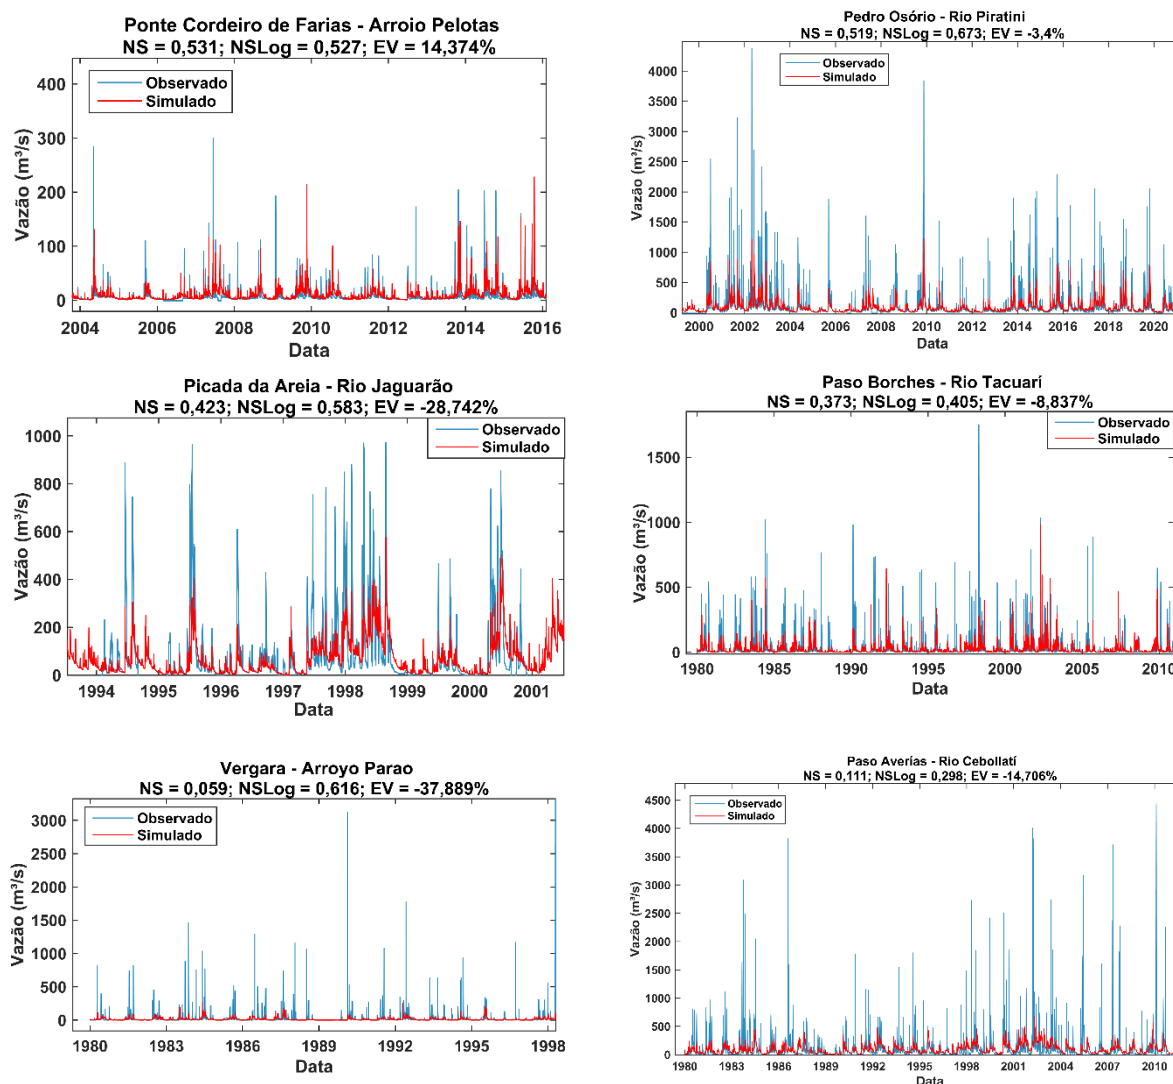 Ponte Cordeiro de Farias - Arroio Pelotas
NS = 0,531; NSLog = 0,527; EV = 14,374%
Observado
Simulado
Vazão (m³/s)
400
300
200
100
0
2004 2006 2008 2010 2012 2014 2016
Data
Pedro Osório - Rio Piratini
NS = 0,519; NSLog = 0,673; EV = -3,4%
Observado
Simulado
Vazão (m³/s)
4000
3500
3000
2500
2000
1500
1000
500
0
2000 2002 2004 2006 2008 2010 2012 2014 2016 2018 2020
Data
Picada da Areia - Rio Jaguarão
NS = 0,423; NSLog = 0,583; EV = -28,742%
Observado
Simulado
Vazão (m³/s)
1000
800
600
400
200
0
1994 1995 1996 1997 1998 1999 2000 2001
Data
Paso Borches - Rio Tacuarí
NS = 0,373; NSLog = 0,405; EV = -8,837%
Observado
Simulado
Vazão (m³/s)
1500
1000
500
0
1980 1985 1990 1995 2000 2005 2010
Data
Vergara - Arroyo Parao
NS = 0,059; NSLog = 0,616; EV = -37,889%
Observado
Simulado
Vazão (m³/s)
3000
2500
2000
1500
1000
500
0
1980 1983 1986 1989 1992 1995 1998
Data
Paso Averías - Rio Cebollatí
NS = 0,111; NSLog = 0,298; EV = -14,706%
Observado
Simulado
Vazão (m³/s)
4500
4000
3500
3000
2500
2000
1500
1000
500
0
1980 1983 1986 1989 1992 1995 1998 2001 2004 2007 2010
Data